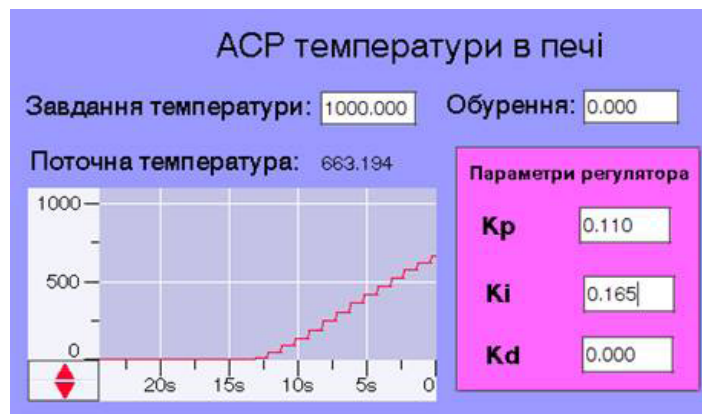 АСР температури в печі
Завдання температури: 1000.000
Обурення: 0.000
Поточна температура: 663.194
Параметри регулятора
Kp 0.110
Ki 0.165
Kd 0.000
1000
500
0
20s 15s 10s 5s 0